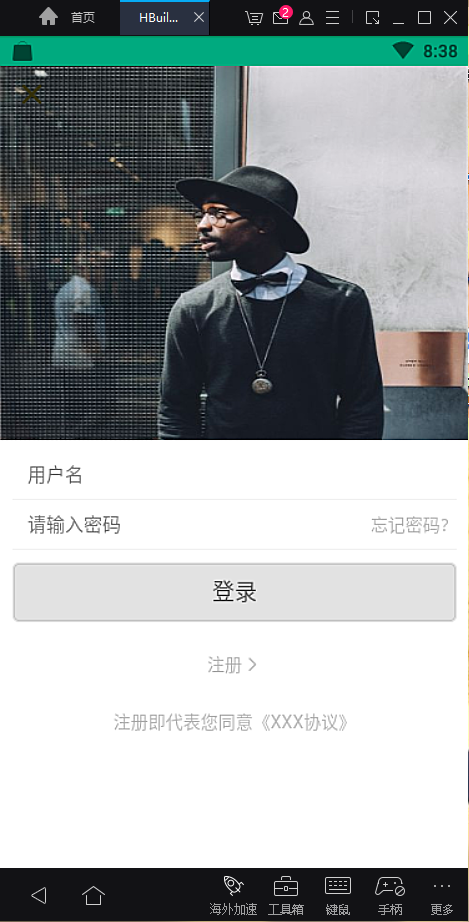 首页
HBuil...
2
8:38
用户名
请输入密码
忘记密码?
登录
注册
注册即代表您同意《XXX协议》
海外加速
工具箱
键鼠
手柄
更多